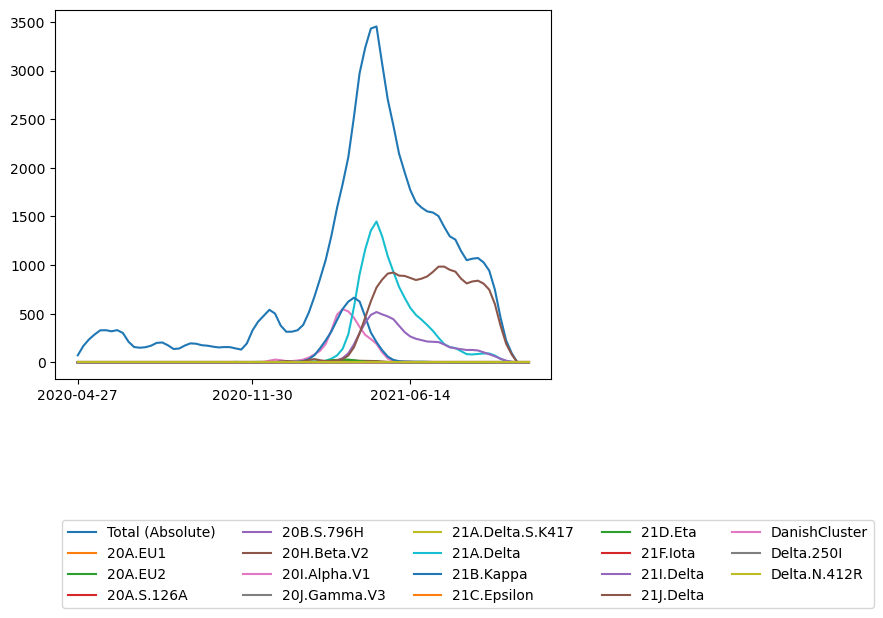 3500
3000
2500
2000
1500
1000
500
0
2020-04-27 2020-11-30 2021-06-14
Total (Absolute) 20B.S.796H 21A.Delta.S.K417 21D.Eta DanishCluster
20A.EU1 20H.Beta.V2 21A.Delta 21F.Iota Delta.250I
20A.EU2 20I.Alpha.V1 21B.Kappa 21I.Delta Delta.N.412R
20A.S.126A 20J.Gamma.V3 21C.Epsilon 21J.Delta